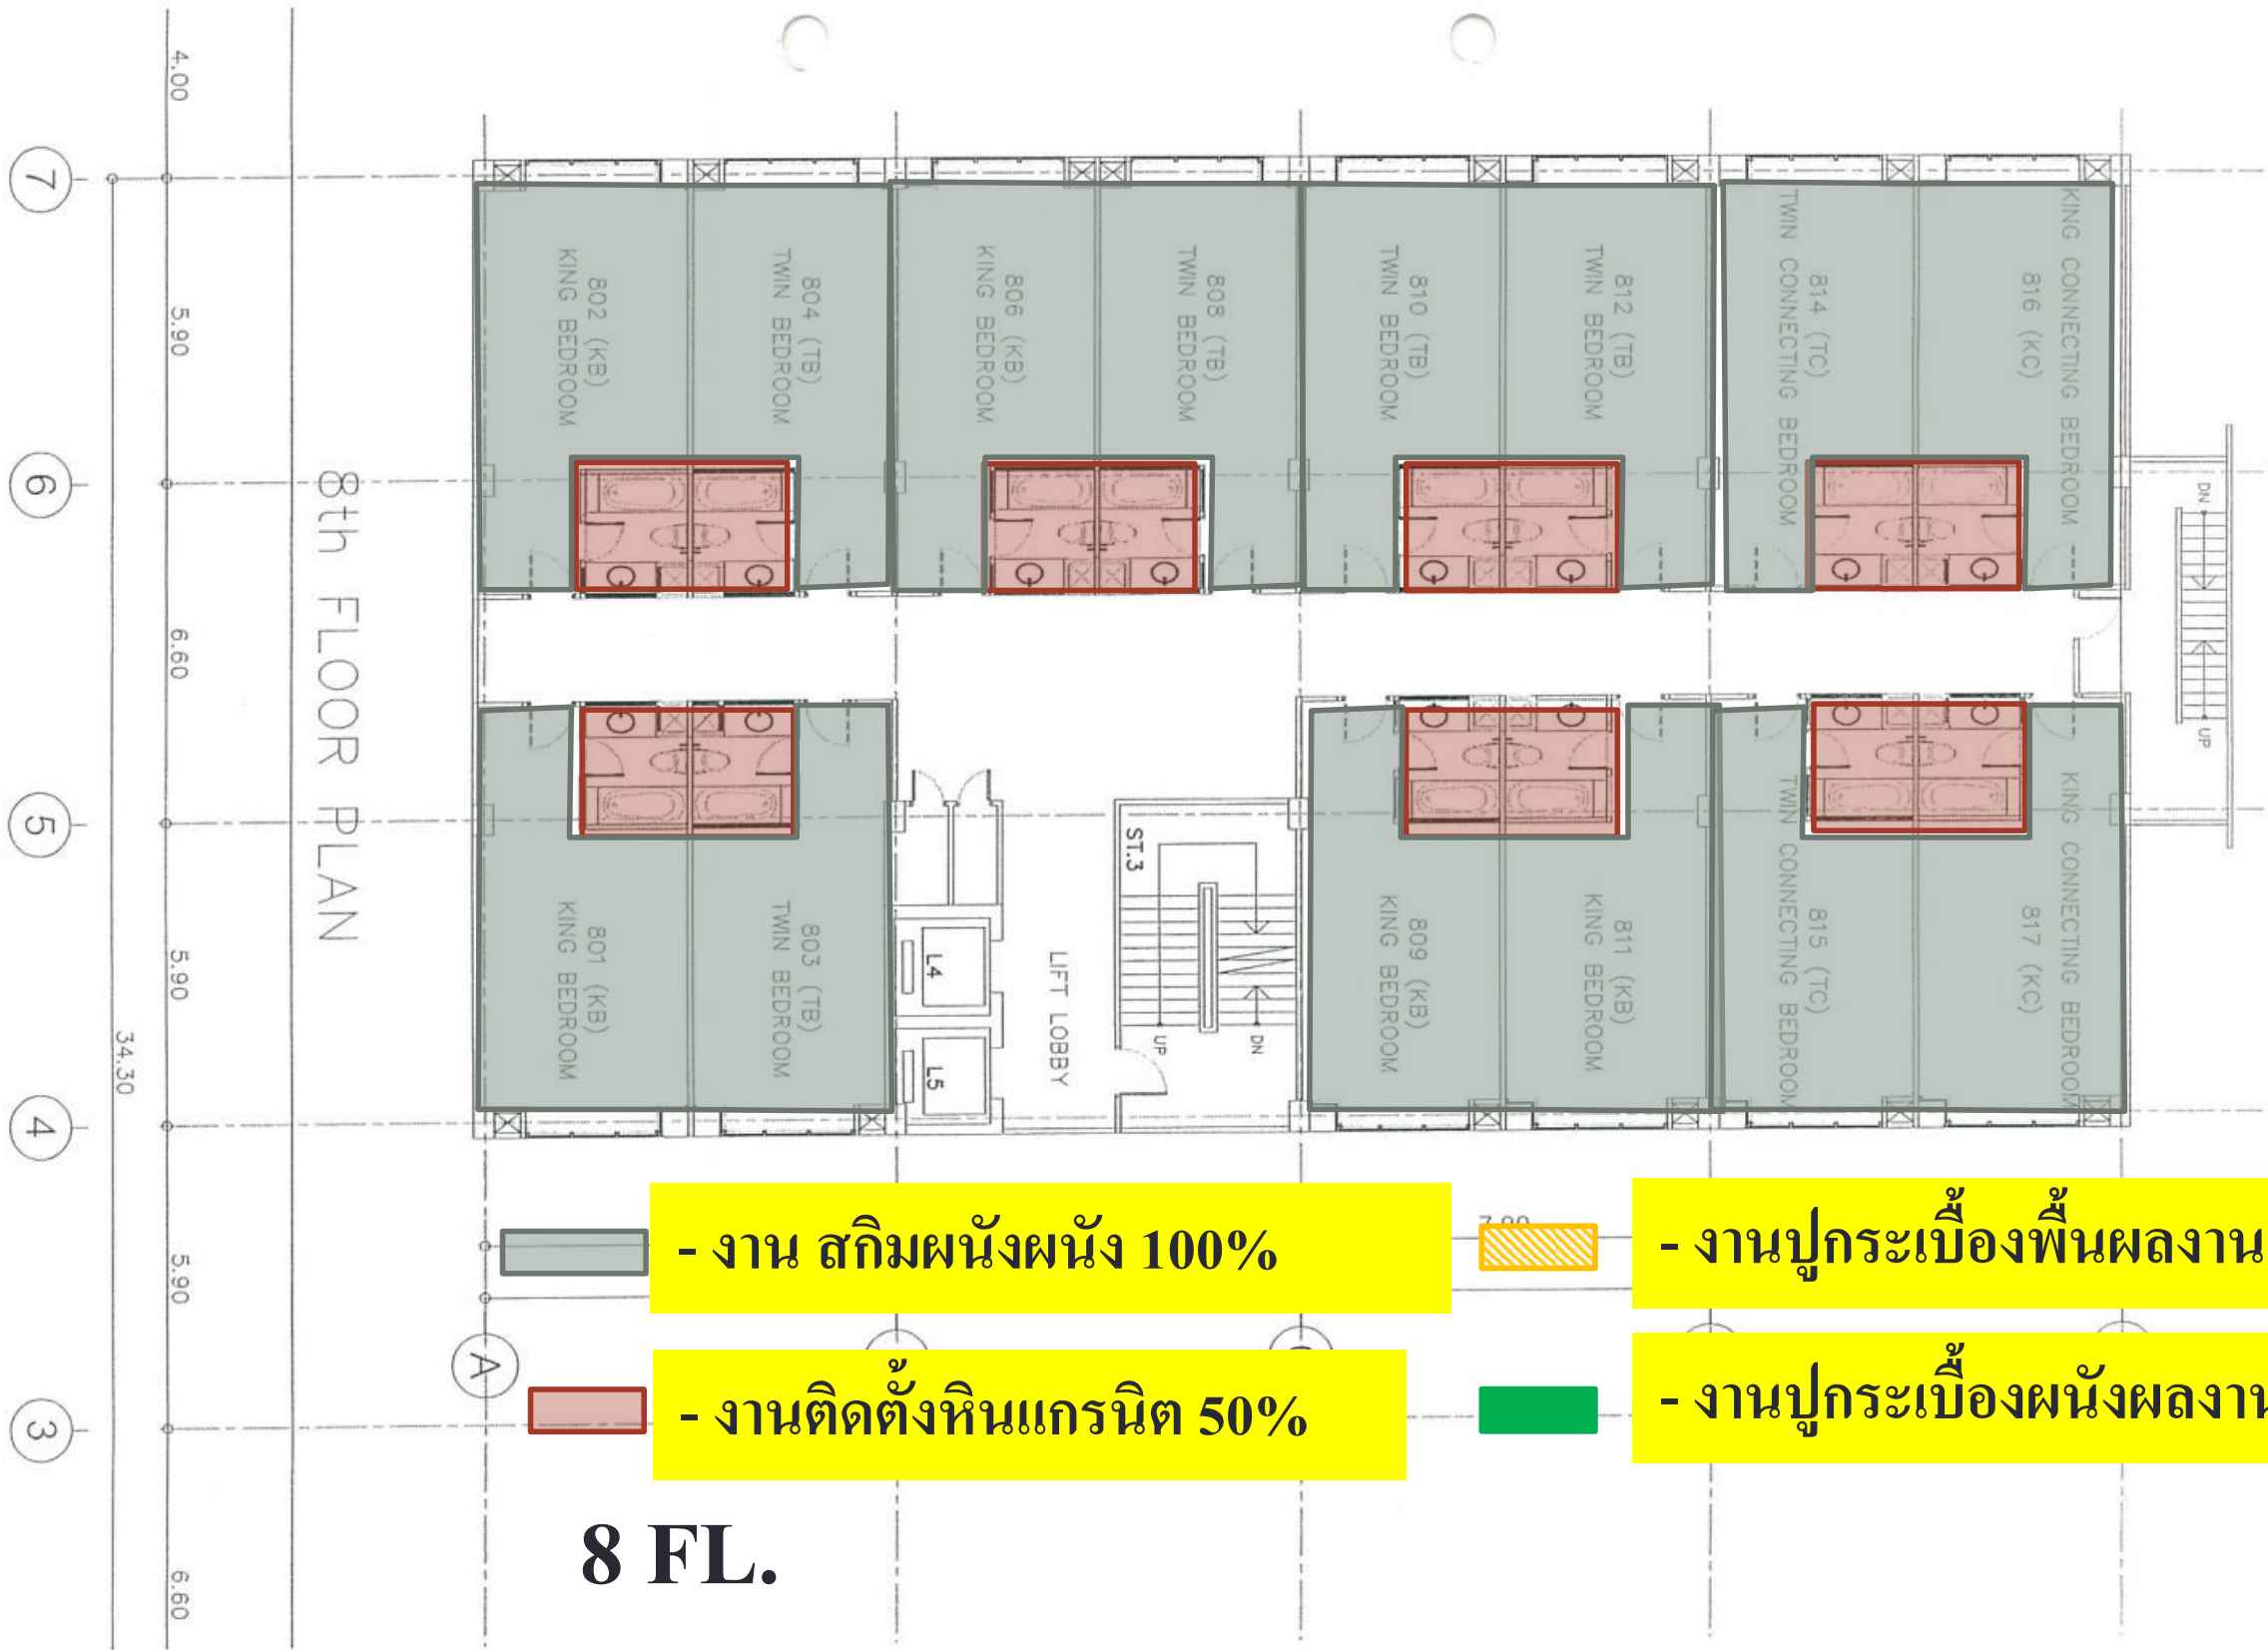 4.00
5.90
6.60
5.90
5.90
6.60
34.30
7
6
5
4
3
8th FLOOR PLAN
802 (KB)
KING BEDROOM
804 (TB)
TWIN BEDROOM
806 (KB)
KING BEDROOM
808 (TB)
TWIN BEDROOM
810 (TB)
TWIN BEDROOM
812 (TB)
TWIN BEDROOM
814 (TC)
TWIN CONNECTING BEDROOM
KING CONNECTING BEDROOM
816 (KC)
DN
UP
801 (KB)
KING BEDROOM
803 (TB)
TWIN BEDROOM
L4
L5
LIFT LOBBY
ST.3
UP
DN
809 (KB)
KING BEDROOM
811 (KB)
KING BEDROOM
815 (TC)
TWIN CONNECTING BEDROOM
KING CONNECTING BEDROOM
817 (KC)
- งาน สกิมผนังผนัง 100%
7.90
- งานปูกระเบื้องพื้นผลงาน
A
- งานติดตั้งหินแกรนิต 50%
- งานปูกระเบื้องผนังผลงาน
8 FL.